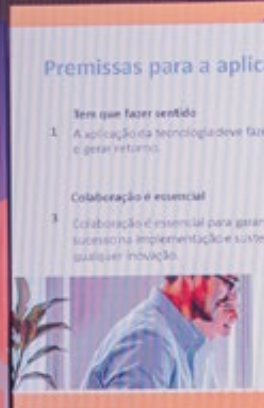 Premissas para a aplic
Tem que fazer sentido
1 A aplicação da tecnologia deve faze
e gerar retorno.
Colaboração é essencial
3 Colaboração é essencial para garan
sucesso na implementação e suste
qualquer inovação.